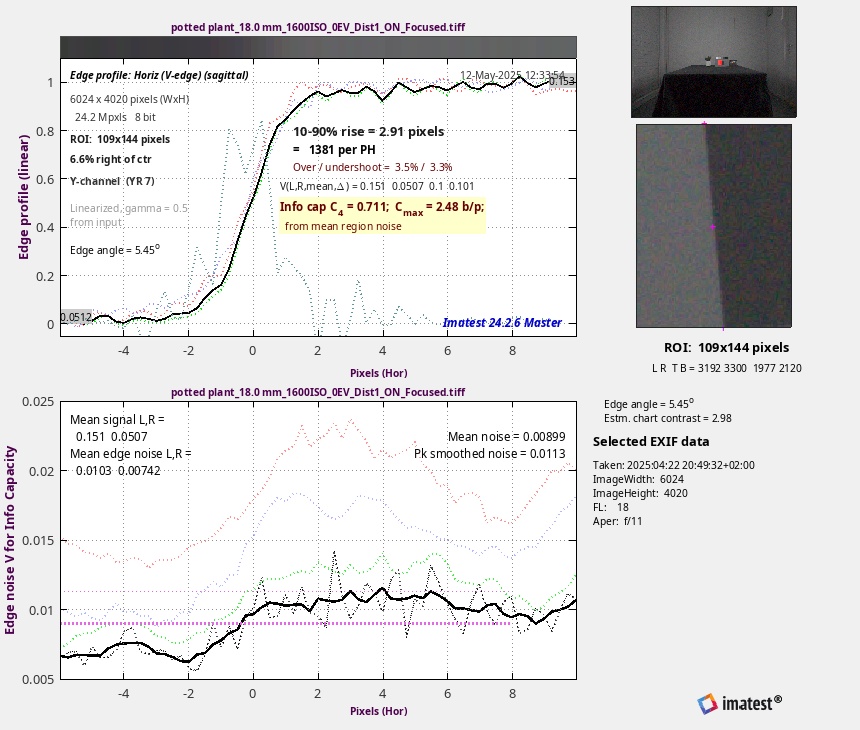 potted plant_18.0 mm_1600ISO_0EV_Dist1_ON_Focused.tiff
Edge profile: Horiz (V-edge) (sagittal)
12-May-2025 12:33:54
0.153
6024 x 4020 pixels (WxH)
24.2 Mpxls 8 bit
ROI: 109x144 pixels
6.6% right of ctr
Y-channel (YR 7)
Linearized, gamma = 0.5
from input
Edge angle = 5.45º
10-90% rise = 2.91 pixels
= 1381 per PH
Over / undershoot = 3.5% / 3.3%
V(L,R,mean,Δ) = 0.151 0.0507 0.1 0.101
Info cap C4 = 0.711; Cmax = 2.48 b/p;
from mean region noise
0.0512
Imatest 24.2.6 Master
Edge profile (linear)
1
0.8
0.6
0.4
0.2
0
-4 -2 0 2 4 6 8
Pixels (Hor)
potted plant_18.0 mm_1600ISO_0EV_Dist1_ON_Focused.tiff
Mean signal L,R =
0.151 0.0507
Mean edge noise L,R =
0.0103 0.00742
Mean noise = 0.00899
Pk smoothed noise = 0.0113
Edge noise V for Info Capacity
0.025
0.02
0.015
0.01
0.005
-4 -2 0 2 4 6 8
Pixels (Hor)
ROI: 109x144 pixels
L R T B = 3192 3300 1977 2120
Edge angle = 5.45º
Estm. chart contrast = 2.98
Selected EXIF data
Taken: 2025:04:22 20:49:32+02:00
ImageWidth: 6024
ImageHeight: 4020
FL: 18
Aper: f/11
imatest®